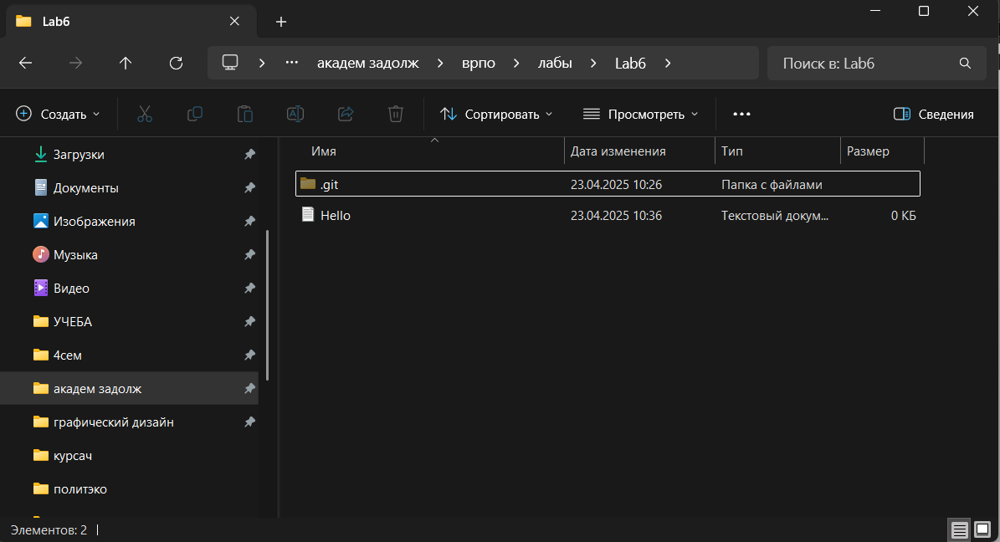 Lab6
академ задолж врпо лабы Lab6
Поиск в: Lab6
Создать Сортировать Просмотреть Сведения
Имя Дата изменения Тип Размер
.git 23.04.2025 10:26 Папка с файлами
Hello 23.04.2025 10:36 Текстовый докум... 0 КБ
Загрузки
Документы
Изображения
Музыка
Видео
УЧЕБА
4сем
академ задолж
графический дизайн
курсач
политэко
Элементов: 2